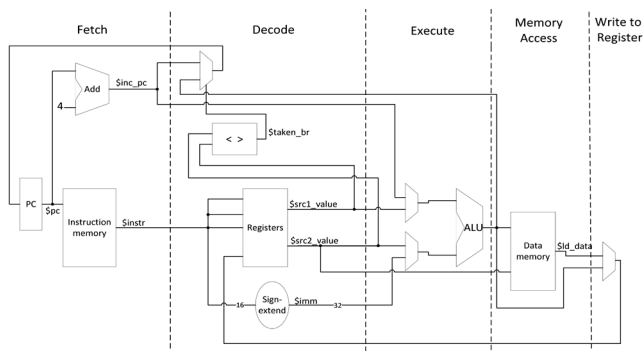 Fetch
Decode
Execute
Memory
Access
Write to
Register
Add
$inc_pc
4
< >
$taken_br
PC
$pc
Instruction
memory
$instr
Registers
$src1_value
$src2_value
ALU
Data
memory
$ld_data
16
Sign-
extend
$imm
32